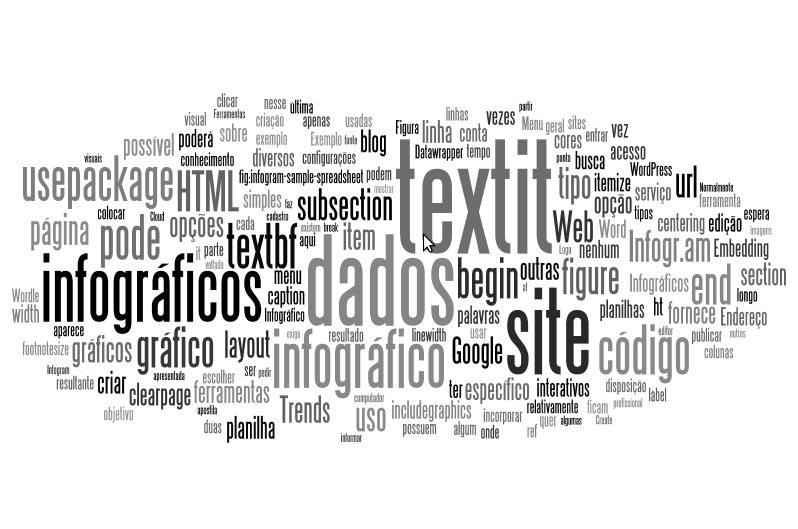 clicar nesse última partir
Ferramentas
visual criação apenas usadas linhas vezes Menu geral sites
possível poderá sobre exemplo Exemplo fonte blog Figura linha conta cores entrar vez
visuais conhecimento diversos configurações Datawrapper tempo ponto busca acesso
usepackage HTML fig:infogram-sample-spreadsheet podem textit tipo itemize WordPress url Normalmente
simples faz subsection mostrar opção serviço ferramenta
colocar Cloud cadastro tipos espera
página pode opções cada existem break Web Word centering edição imagens
it parte textbf aqui item Logo nenhum Infogr.am Embedding
voltado
infográficos menu dados begin outras figure Infográficos end section
Wordle caption at longo
width Infográfico palavras site planilhas ht fornece Endereço
aparece exige resultado linewidth usar editor publicar outros
footnotesize gráficos gráfico layout infográfico Google código colunas
Infogram apresentada ser pedir
resultante criar escolher ter específico interativos disposição
clearpage ferramentas computador label
objetivo apostila Trends uso includegraphics relativamente ficam profissional
duas planilha possuem algum incorporar quer algumas Create
informar onde ref